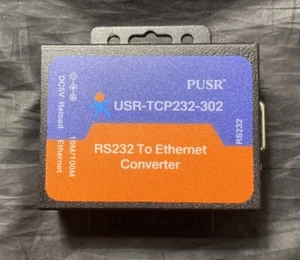 PUSR®
USR-TCP232-302
RS232 To Ethernet
Converter
DC5V Reload 10M/100M
Ethernet
RS232